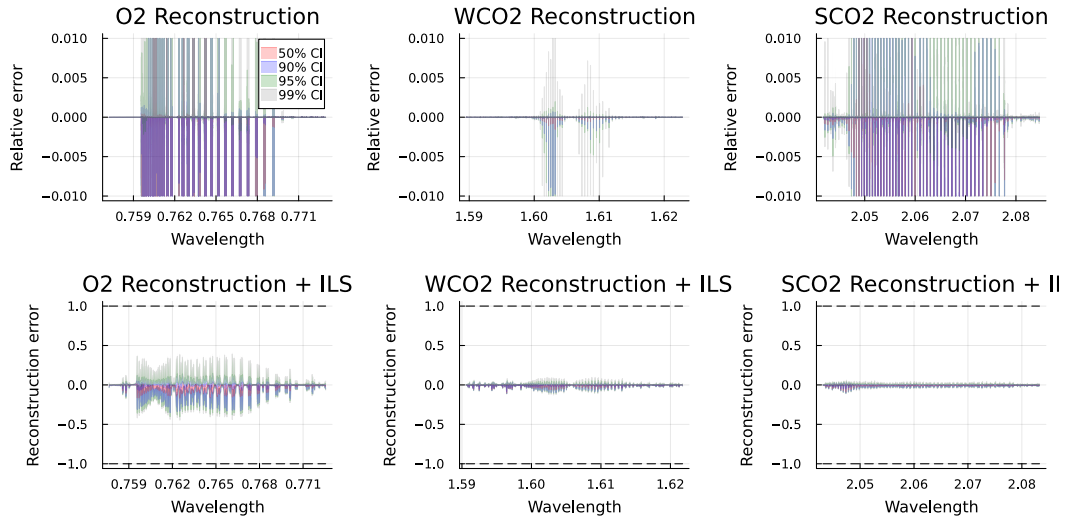 O2 Reconstruction
WCO2 Reconstruction
SCO2 Reconstruction
Relative error
0.010
0.005
0.000
−0.005
−0.010
50% CI
90% CI
95% CI
99% CI
0.759 0.762 0.765 0.768 0.771
Wavelength
Relative error
0.010
0.005
0.000
−0.005
−0.010
1.59 1.60 1.61 1.62
Wavelength
Relative error
0.010
0.005
0.000
−0.005
−0.010
2.05 2.06 2.07 2.08
Wavelength
O2 Reconstruction + ILS
WCO2 Reconstruction + ILS
SCO2 Reconstruction + Il
Reconstruction error
1.0
0.5
0.0
−0.5
−1.0
0.759 0.762 0.765 0.768 0.771
Wavelength
Reconstruction error
1.0
0.5
0.0
−0.5
−1.0
1.59 1.60 1.61 1.62
Wavelength
Reconstruction error
1.0
0.5
0.0
−0.5
−1.0
2.05 2.06 2.07 2.08
Wavelength